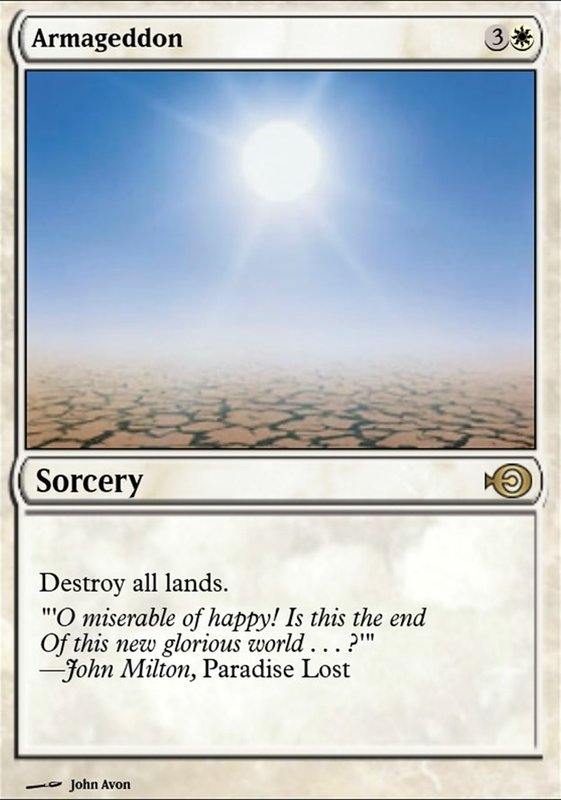 Armageddon 3
Sorcery
Destroy all lands.
"'O miserable of happy! Is this the end
Of this new glorious world . . . ?'"
—John Milton, Paradise Lost
John Avon